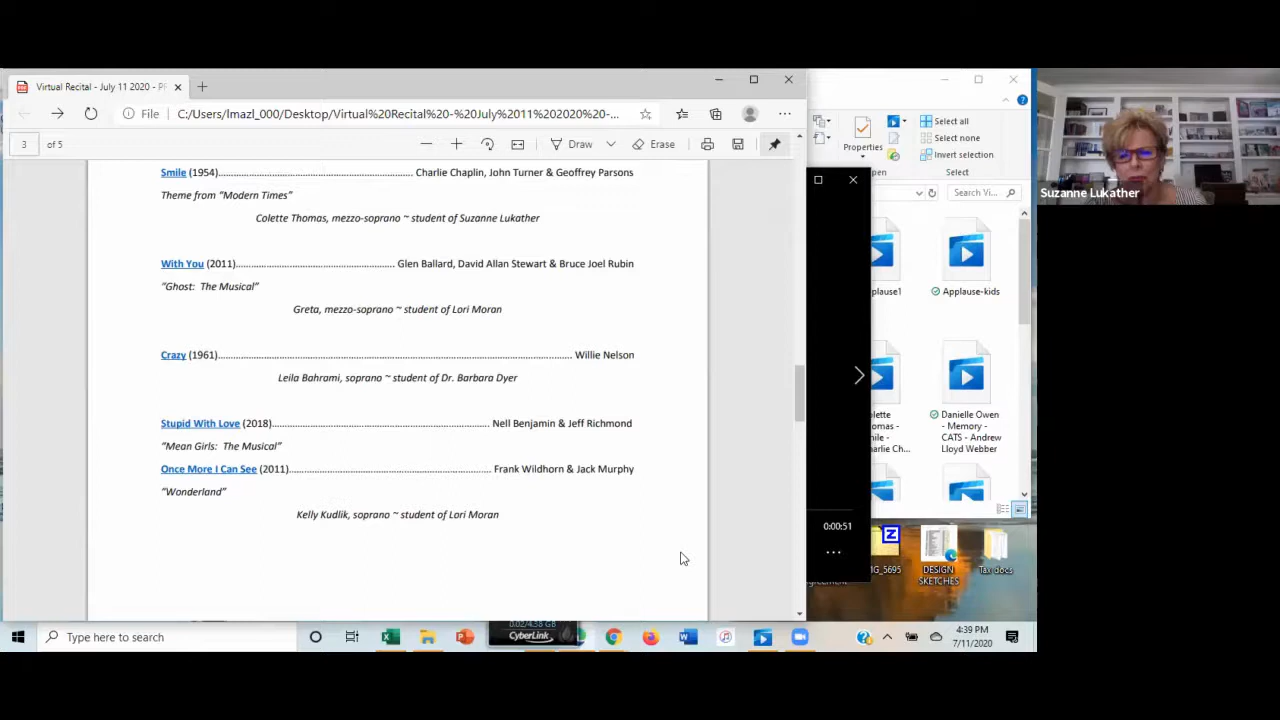 Virtual Recital - July 11 2020 - PF
File
C:/Users/lmazl_000/Desktop/Virtual%20Recital%20-%20July%2011%202020%20-...
3 of 5
Draw
Erase
Smile (1954)........................................................................ Charlie Chaplin, John Turner & Geoffrey Parsons
Theme from "Modern Times"
Colette Thomas, mezzo-soprano ~ student of Suzanne Lukather
With You (2011)........................................................... Glen Ballard, David Allan Stewart & Bruce Joel Rubin
"Ghost: The Musical"
Greta, mezzo-soprano ~ student of Lori Moran
Crazy (1961)................................................................................................................................. Willie Nelson
Leila Bahrami, soprano ~ student of Dr. Barbara Dyer
Stupid With Love (2018)................................................................................ Nell Benjamin & Jeff Richmond
"Mean Girls: The Musical"
Once More I Can See (2011)........................................................................... Frank Wildhorn & Jack Murphy
"Wonderland"
Kelly Kudlik, soprano ~ student of Lori Moran
Properties
Select all
Select none
Invert selection
Select
Search Vi...
plause1
Applause-kids
Danielle Owen
- Memory -
CATS - Andrew
Lloyd Webber
0:00:51
DESIGN
SKETCHES
Tax docs
Suzanne Lukather
Type here to search
CyberLink
4:39 PM
7/11/2020